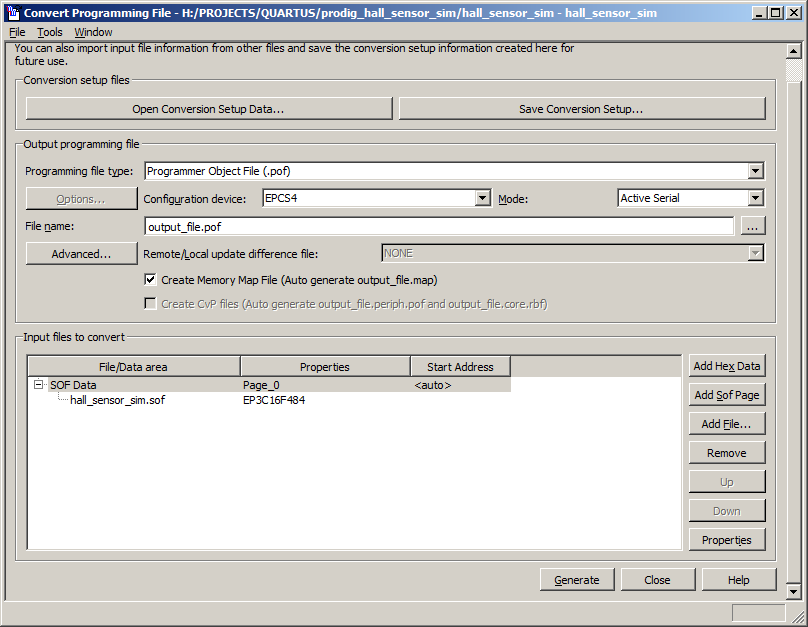 Convert Programming File - H:/PROJECTS/QUARTUS/prodig_hall_sensor_sim/hall_sensor_sim - hall_sensor_sim
File Tools Window
You can also import input file information from other files and save the conversion setup information created here for
future use.
Conversion setup files
Open Conversion Setup Data... Save Conversion Setup...
Output programming file
Programming file type: Programmer Object File (.pof)
Options... Configuration device: EPCS4 Mode: Active Serial
File name: output_file.pof ...
Advanced... Remote/Local update difference file: NONE
Create Memory Map File (Auto generate output_file.map)
Create CvP files (Auto generate output_file.periph.pof and output_file.core.rbf)
Input files to convert
File/Data area Properties Start Address
SOF Data Page_0 <auto>
hall_sensor_sim.sof EP3C16F484
Add Hex Data
Add Sof Page
Add File...
Remove
Up
Down
Properties
Generate Close Help